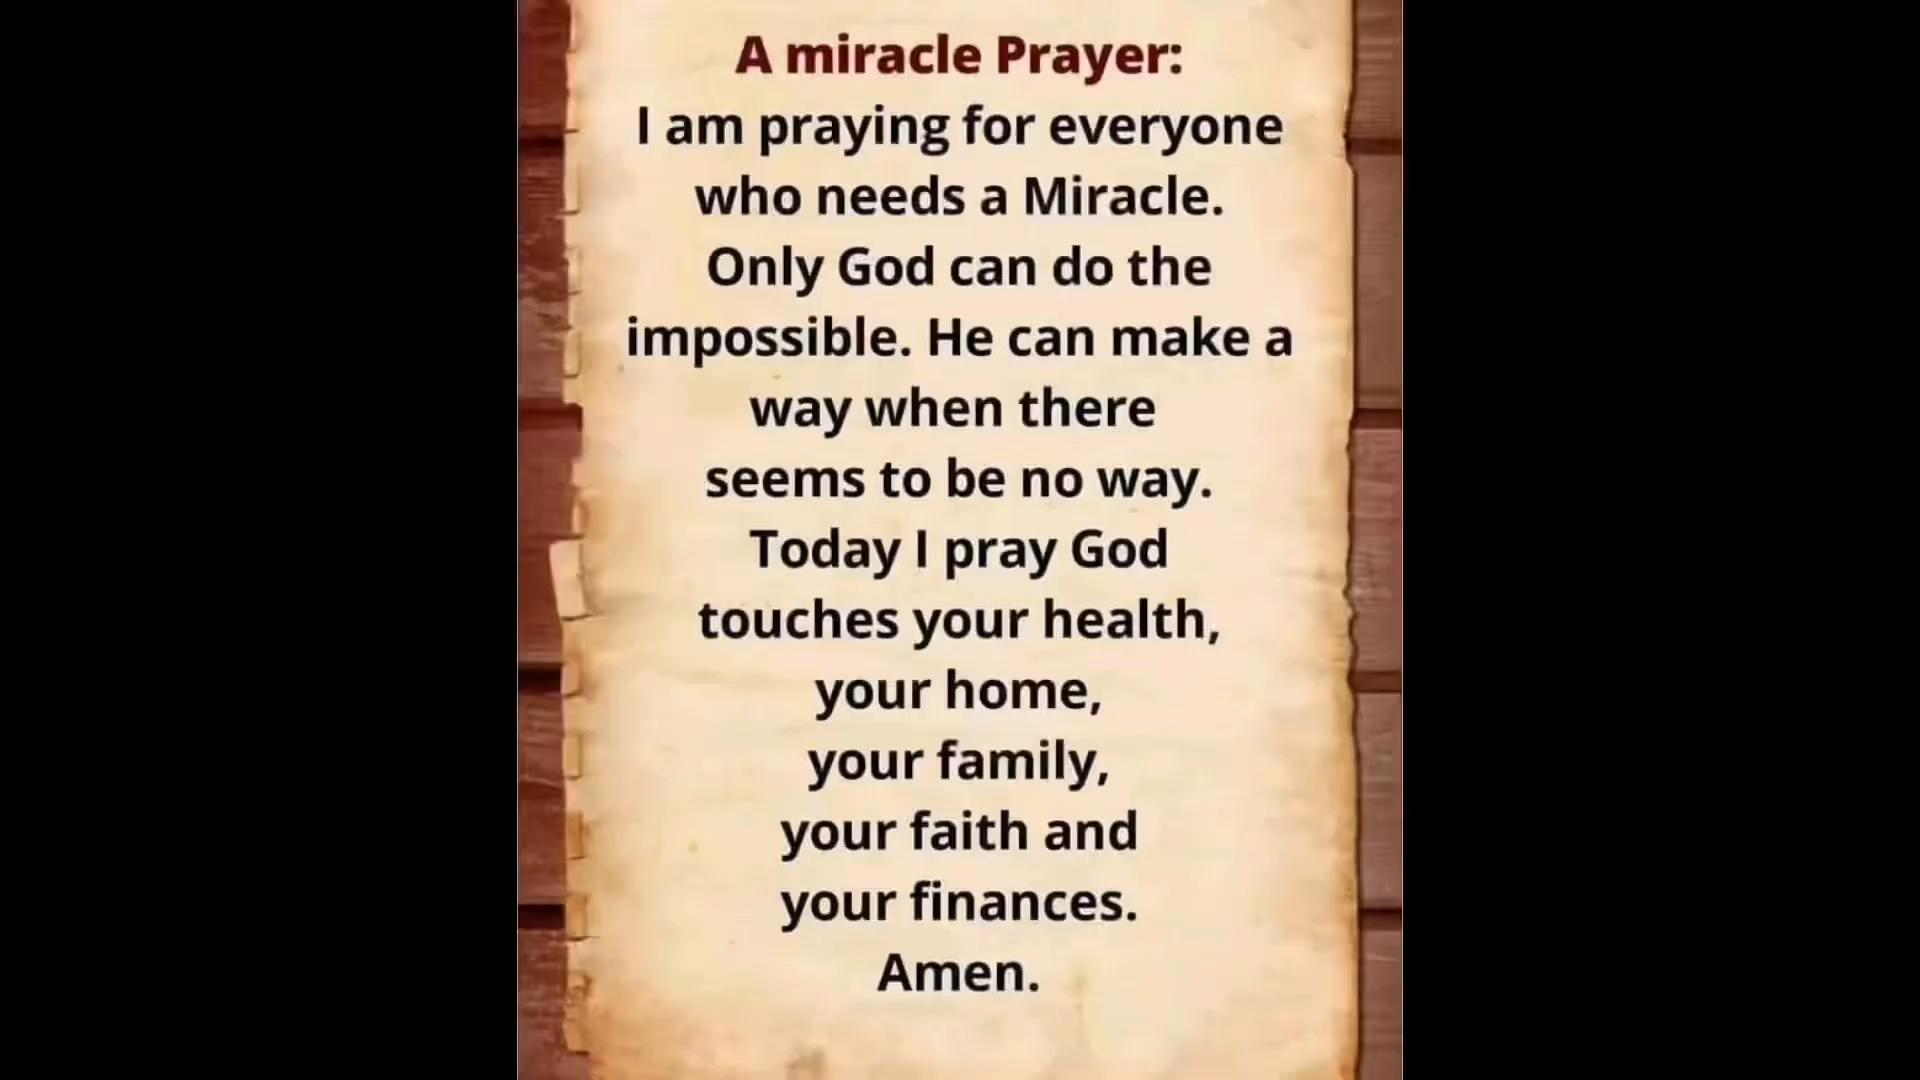 A miracle Prayer:
I am praying for everyone
who needs a Miracle.
Only God can do the
impossible. He can make a
way when there
seems to be no way.
Today I pray God
touches your health,
your home,
your family,
your faith and
your finances.
Amen.